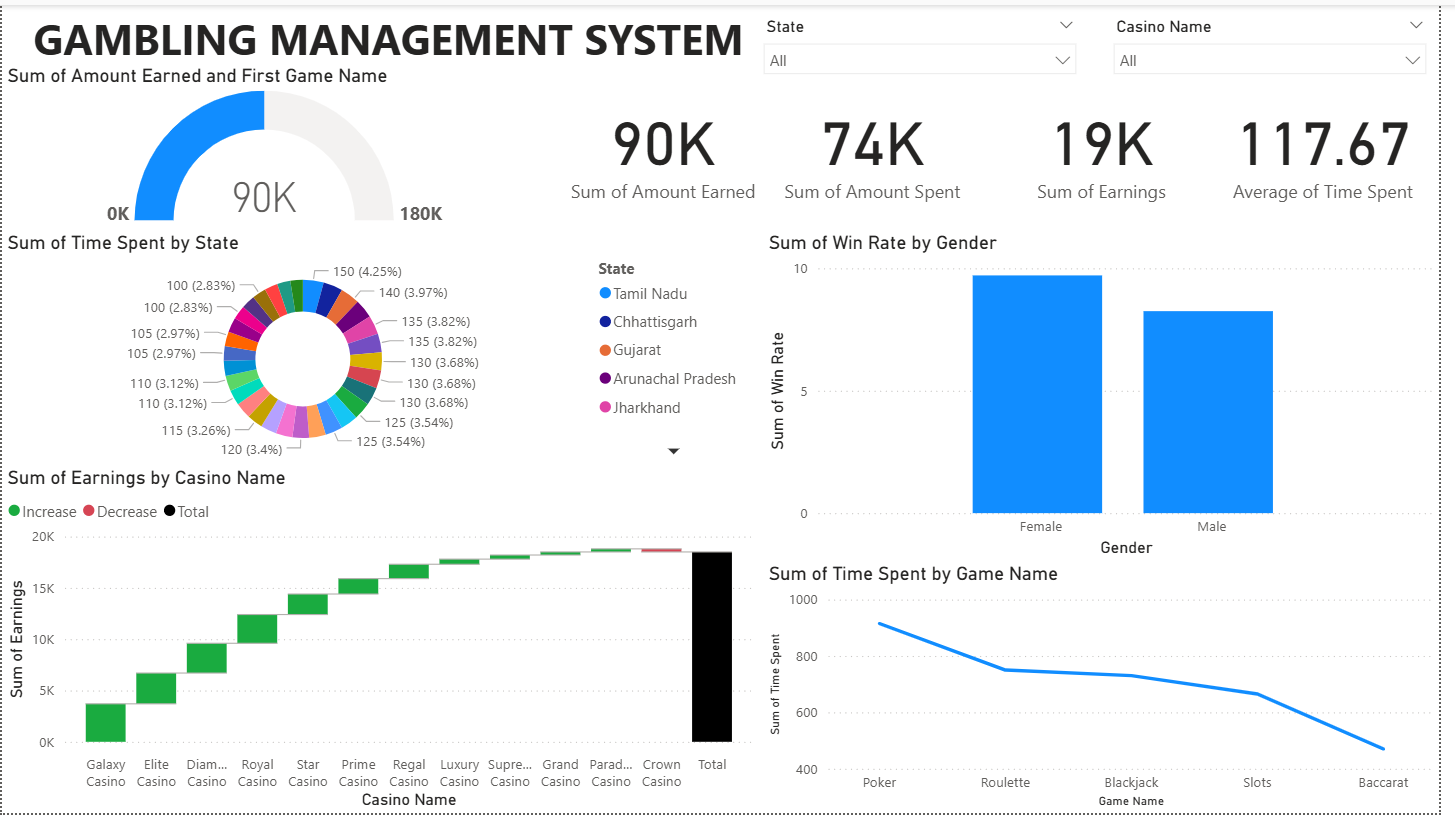 GAMBLING MANAGEMENT SYSTEM
State
All
Casino Name
All
Sum of Amount Earned and First Game Name
0K
90K
180K
90K
Sum of Amount Earned
74K
Sum of Amount Spent
19K
Sum of Earnings
117.67
Average of Time Spent
Sum of Time Spent by State
150 (4.25%)
140 (3.97%)
135 (3.82%)
135 (3.82%)
130 (3.68%)
130 (3.68%)
130 (3.68%)
125 (3.54%)
125 (3.54%)
120 (3.4%)
115 (3.26%)
110 (3.12%)
110 (3.12%)
105 (2.97%)
105 (2.97%)
100 (2.83%)
100 (2.83%)
State
Tamil Nadu
Chhattisgarh
Gujarat
Arunachal Pradesh
Jharkhand
Sum of Win Rate by Gender
Sum of Win Rate
10
5
0
Female
Male
Gender
Sum of Earnings by Casino Name
Increase
Decrease
Total
Sum of Earnings
20K
15K
10K
5K
0K
Galaxy Casino
Elite Casino
Diam... Casino
Royal Casino
Star Casino
Prime Casino
Regal Casino
Luxury Casino
Supre... Casino
Grand Casino
Parad... Casino
Crown Casino
Total
Casino Name
Sum of Time Spent by Game Name
Sum of Time Spent
1000
800
600
400
Poker
Roulette
Blackjack
Slots
Baccarat
Game Name